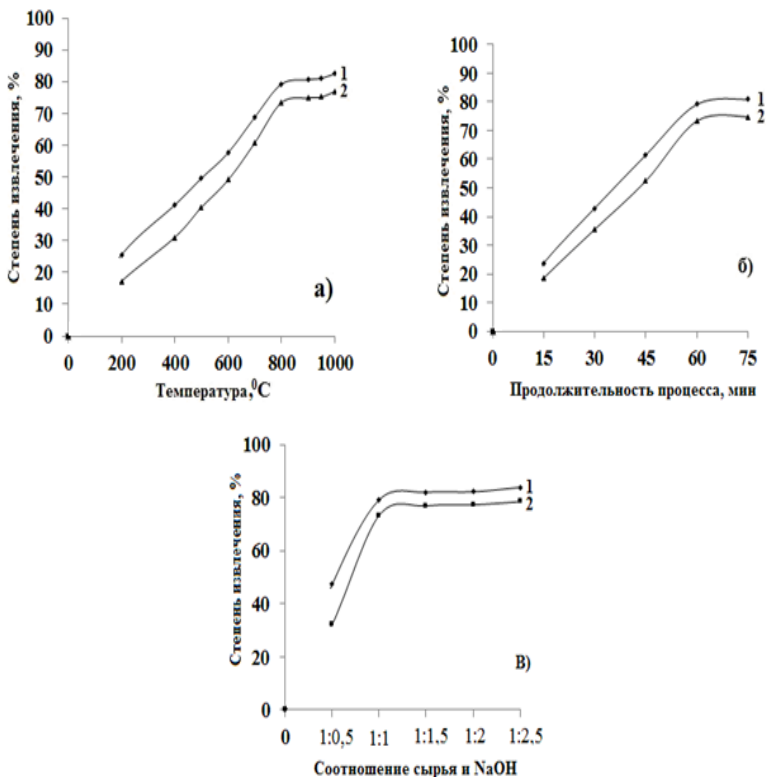 100
90
80
70
60
50
40
30
20
10
0
Степень извлечения, %
1
2
а)
0 200 400 600 800 1000
Температура,⁰С
100
90
80
70
60
50
40
30
20
10
0
Степень извлечения, %
1
2
б)
0 15 30 45 60 75
Продолжительность процесса, мин
100
80
60
40
20
0
Степень извлечения, %
1
2
В)
0 1:0,5 1:1 1:1,5 1:2 1:2,5
Соотношение сырья и NaOH